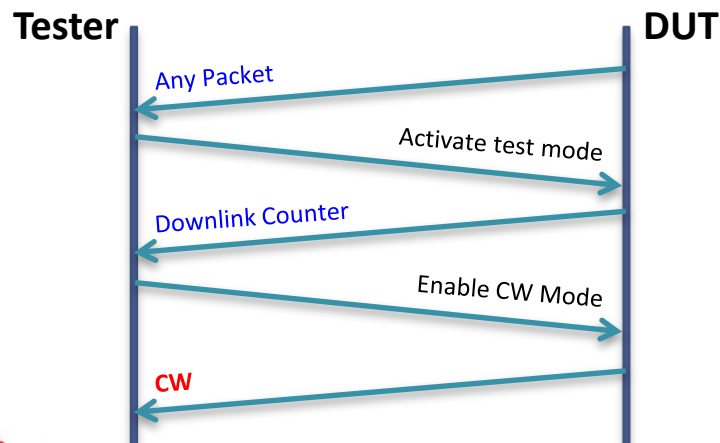 Tester
DUT
Any Packet
Activate test mode
Downlink Counter
Enable CW Mode
CW